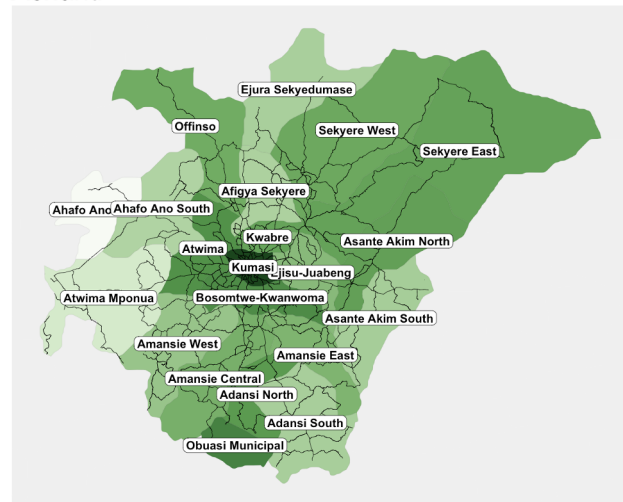 Ejura Sekyedumase
Offinso
Sekyere West
Sekyere East
Afigya Sekyere
Ahafo Ano
Ahafo Ano South
Kwabre
Asante Akim North
Atwima
Kumasi
Ejisu-Juabeng
Atwima Mponua
Bosomtwe-Kwanwoma
Asante Akim South
Amansie West
Amansie East
Amansie Central
Adansi North
Adansi South
Obuasi Municipal